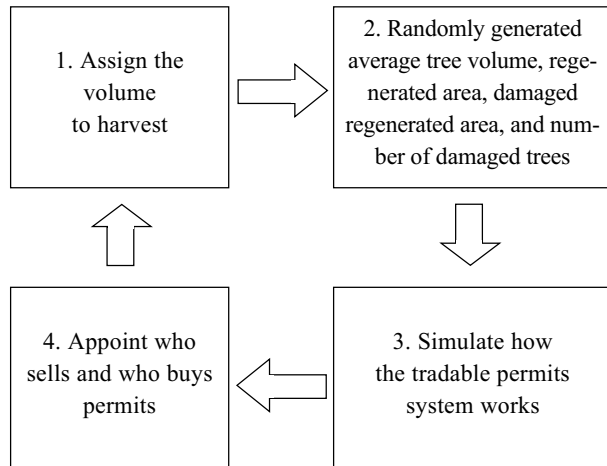 1. Assign the
volume
to harvest
2. Randomly generated
average tree volume, rege-
nerated area, damaged
regenerated area, and num-
ber of damaged trees
3. Simulate how
the tradable permits
system works
4. Appoint who
sells and who buys
permits